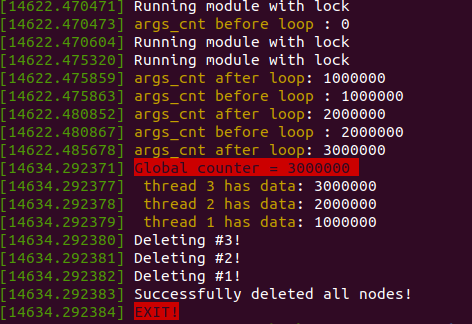 [14622.470471] Running module with lock
[14622.470473] args_cnt before loop : 0
[14622.470604] Running module with lock
[14622.475320] Running module with lock
[14622.475859] args_cnt after loop: 1000000
[14622.475863] args_cnt before loop : 1000000
[14622.480852] args_cnt after loop: 2000000
[14622.480867] args_cnt before loop : 2000000
[14622.485678] args_cnt after loop: 3000000
[14634.292371] Global counter = 3000000
[14634.292377]  thread 3 has data: 3000000
[14634.292378]  thread 2 has data: 2000000
[14634.292379]  thread 1 has data: 1000000
[14634.292380] Deleting #3!
[14634.292381] Deleting #2!
[14634.292382] Deleting #1!
[14634.292383] Successfully deleted all nodes!
[14634.292384] EXIT!